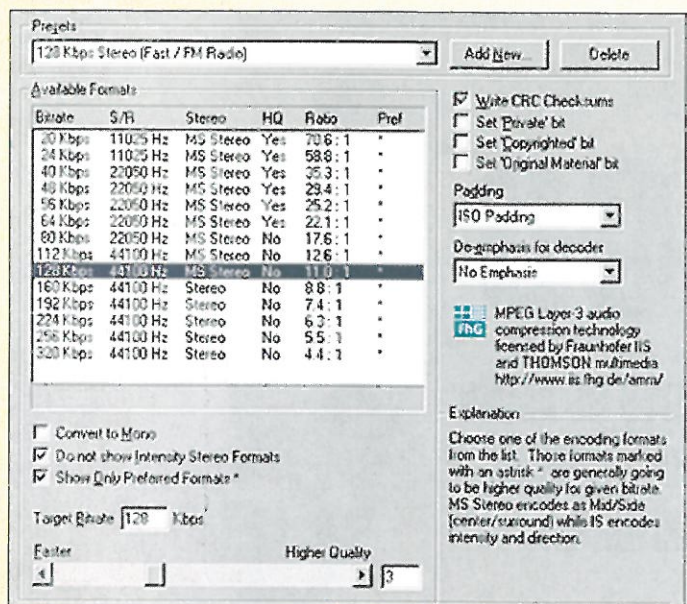 Presets
128 Kbps Stereo (Fast / FM Radio)
Add New...
Delete
Available Formats
Bitrate S/R Stereo HQ Ratio Pref
20 Kbps 11025 Hz MS Stereo Yes 70.6 : 1 *
24 Kbps 11025 Hz MS Stereo Yes 58.8 : 1 *
40 Kbps 22050 Hz MS Stereo Yes 35.3 : 1 *
48 Kbps 22050 Hz MS Stereo Yes 29.4 : 1 *
56 Kbps 22050 Hz MS Stereo Yes 25.2 : 1 *
64 Kbps 22050 Hz MS Stereo Yes 22.1 : 1 *
80 Kbps 22050 Hz MS Stereo No 17.6 : 1 *
112 Kbps 44100 Hz MS Stereo No 12.6 : 1 *
128 Kbps 44100 Hz MS Stereo No 11.0 : 1 *
160 Kbps 44100 Hz Stereo No 8.8 : 1 *
192 Kbps 44100 Hz Stereo No 7.4 : 1 *
224 Kbps 44100 Hz Stereo No 6.3 : 1 *
256 Kbps 44100 Hz Stereo No 5.5 : 1 *
320 Kbps 44100 Hz Stereo No 4.4 : 1 *
Convert to Mono
Do not show Intensity Stereo Formats
Show Only Preferred Formats *
Target Bitrate 128 Kbps
Faster Higher Quality
3
Write CRC Checksums
Set 'Private' bit
Set 'Copyrighted' bit
Set 'Original Material' bit
Padding
ISO Padding
De-emphasis for decoder
No Emphasis
FhG
MPEG Layer-3 audio
compression technology
licensed by Fraunhofer IIS
and THOMSON multimedia
http://www.iis.fhg.de/amm/
Explanation
Choose one of the encoding formats
from the list. Those formats marked
with an astrisk * are generally going
to be higher quality for given bitrate.
MS Stereo encodes as Mid/Side
(center/surround) while IS encodes
intensity and direction.